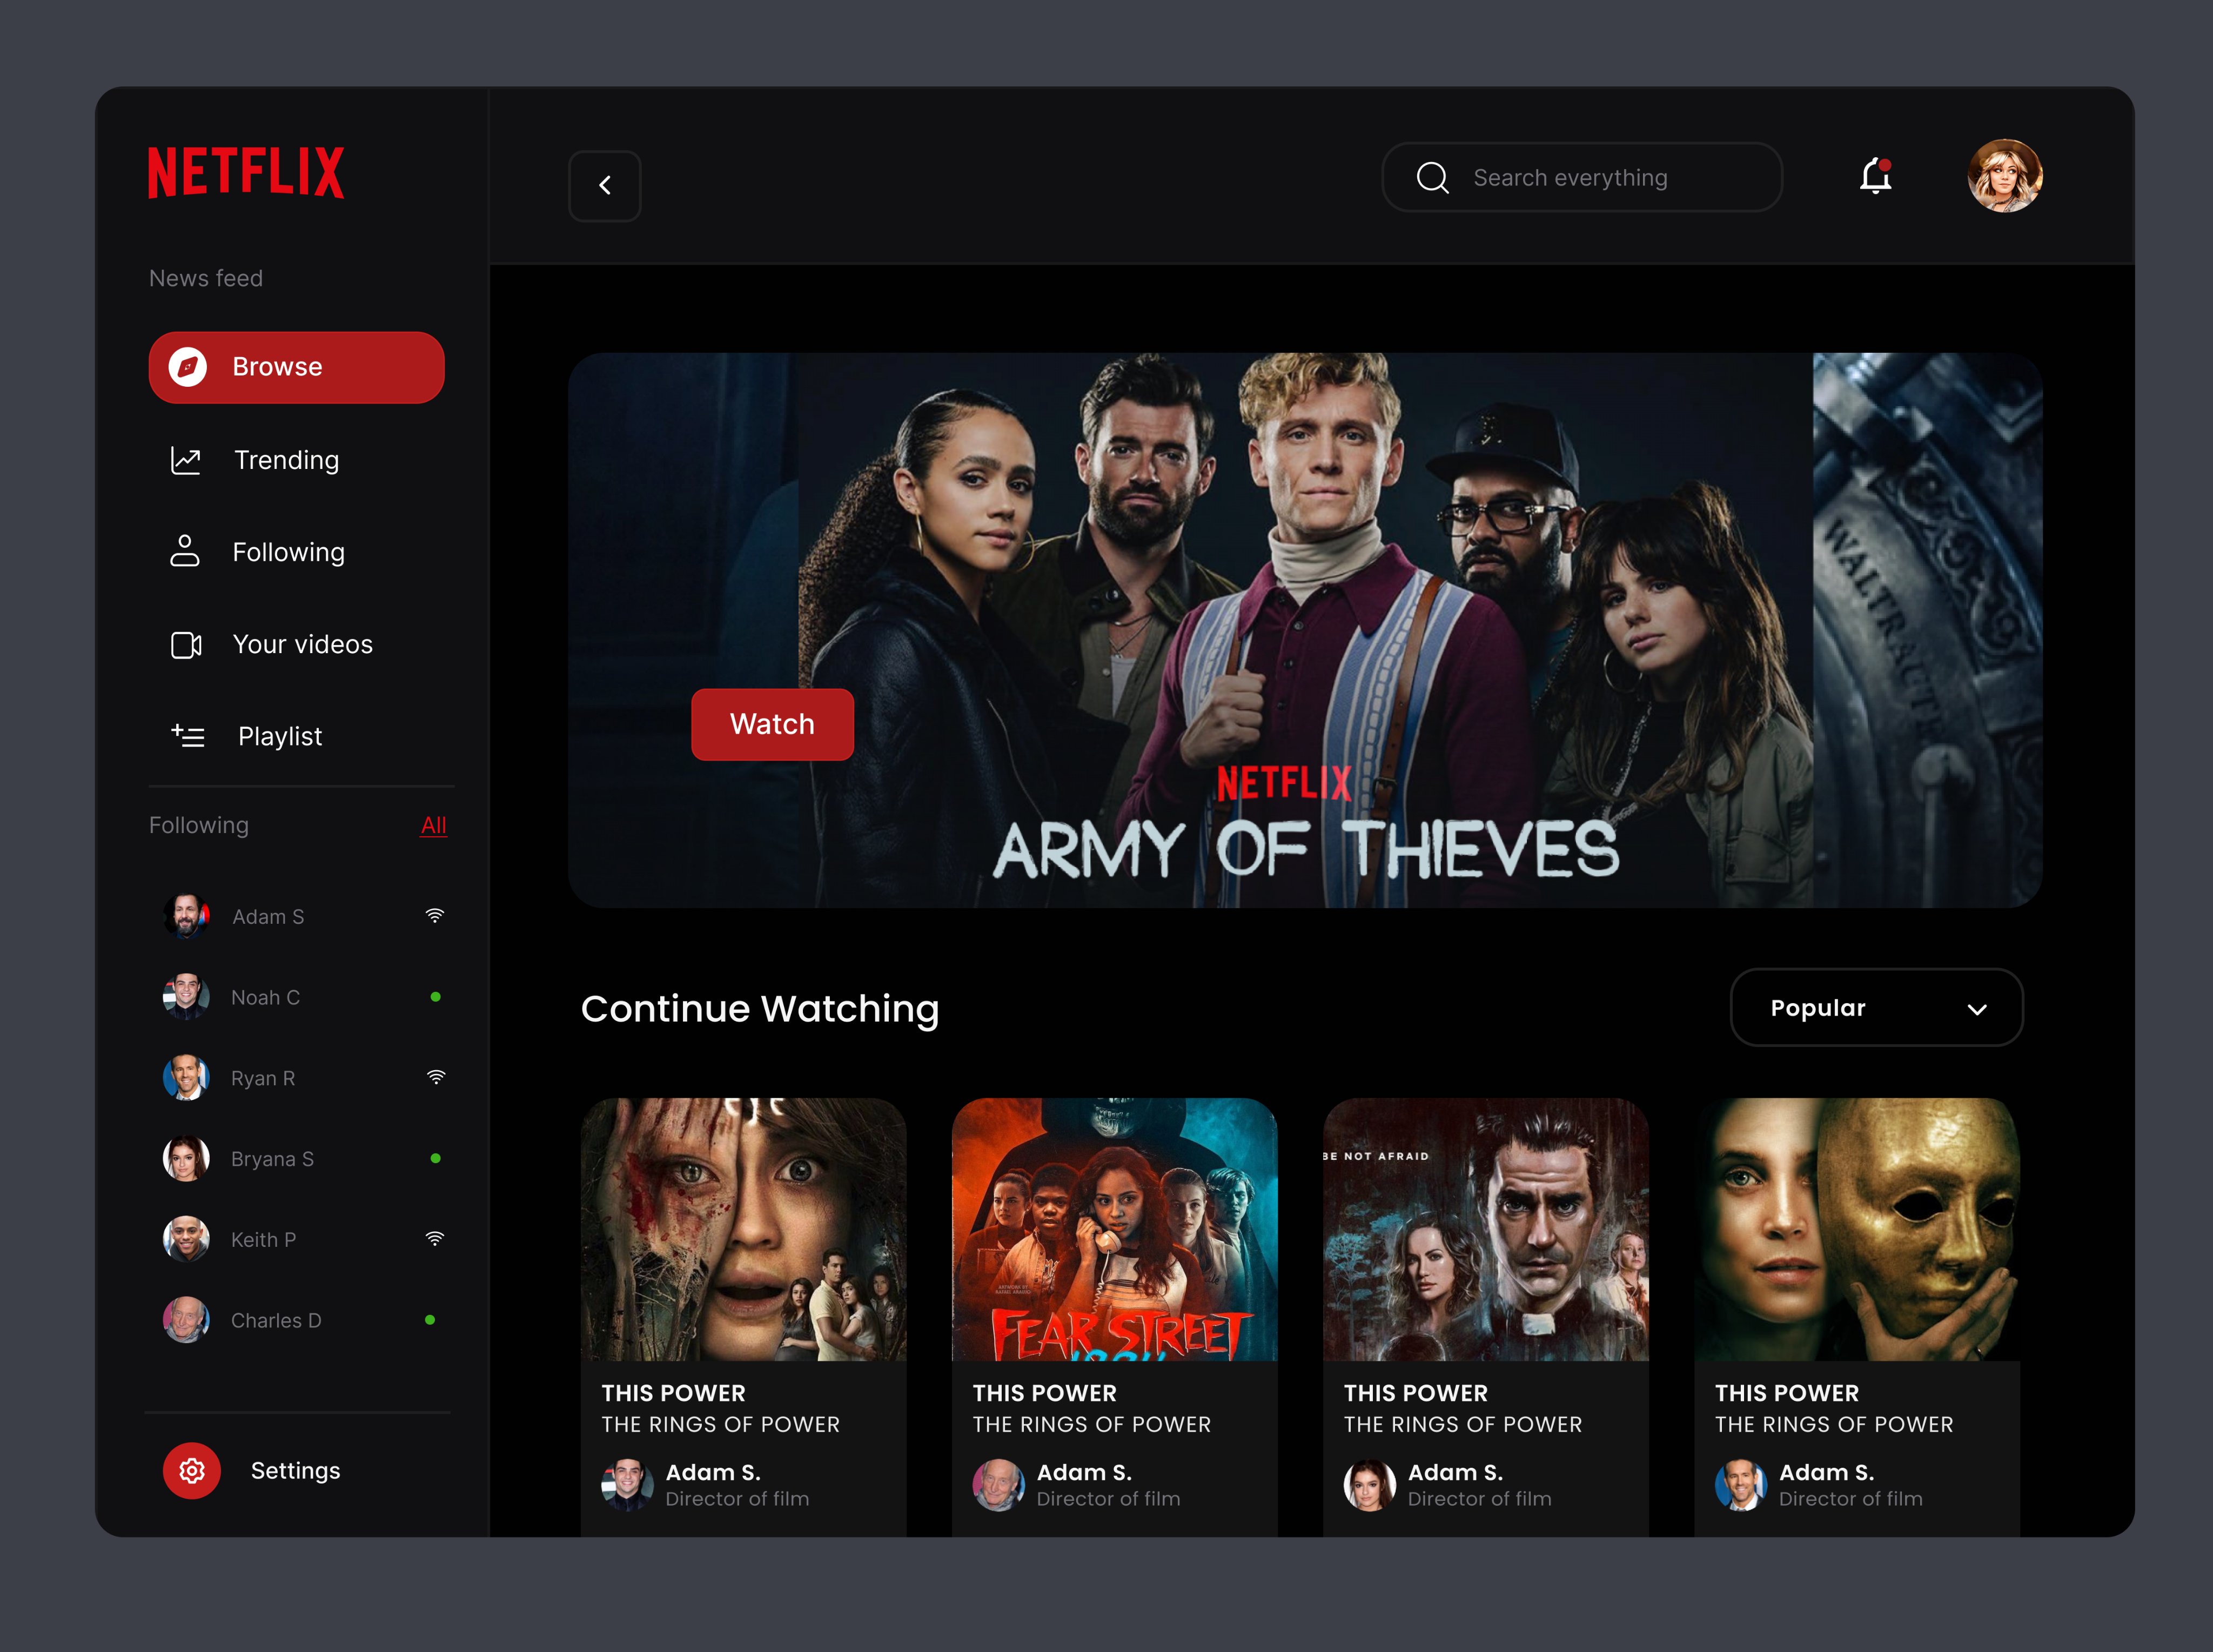 NETFLIX
Search everything
News feed
Browse
Trending
Following
Your videos
Playlist
Following All
Adam S
Noah C
Ryan R
Bryana S
Keith P
Charles D
Settings
WALTRAUTE
Watch
NETFLIX
ARMY OF THIEVES
Continue Watching
Popular
BE NOT AFRAID
FEAR STREET
THIS POWER
THE RINGS OF POWER
Adam S.
Director of film
THIS POWER
THE RINGS OF POWER
Adam S.
Director of film
THIS POWER
THE RINGS OF POWER
Adam S.
Director of film
THIS POWER
THE RINGS OF POWER
Adam S.
Director of film